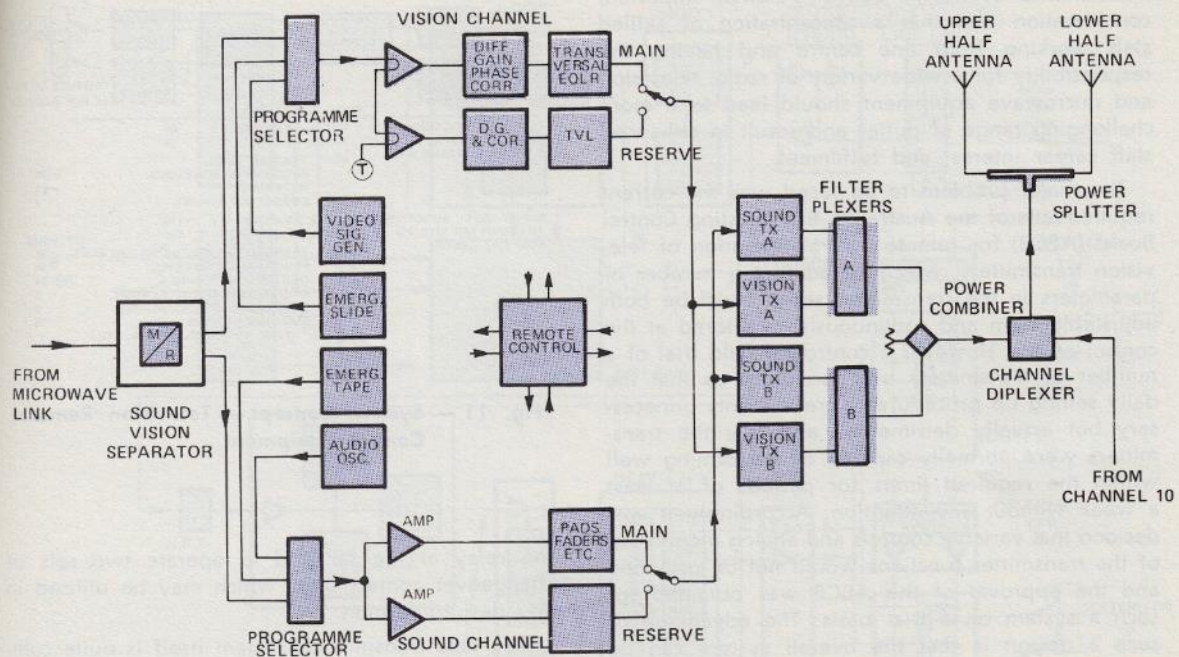 VISION CHANNEL
DIFF
GAIN
PHASE
CORR.
TRANS
VERSAL
EQLR
MAIN
PROGRAMME
SELECTOR
T
D.G.
& COR.
TVL
RESERVE
UPPER
HALF
ANTENNA
LOWER
HALF
ANTENNA
POWER
SPLITTER
VIDEO
SIG.
GEN.
EMERG.
SLIDE
EMERG.
TAPE
AUDIO
OSC.
M/R
FROM
MICROWAVE
LINK
SOUND
VISION
SEPARATOR
REMOTE
CONTROL
SOUND
TX
A
VISION
TX
A
SOUND
TX
B
VISION
TX
B
FILTER
PLEXERS
A
B
POWER
COMBINER
CHANNEL
DIPLEXER
FROM
CHANNEL 10
PROGRAMME
SELECTOR
AMP
AMP
PADS
FADERS
ETC.
MAIN
SOUND CHANNEL
RESERVE